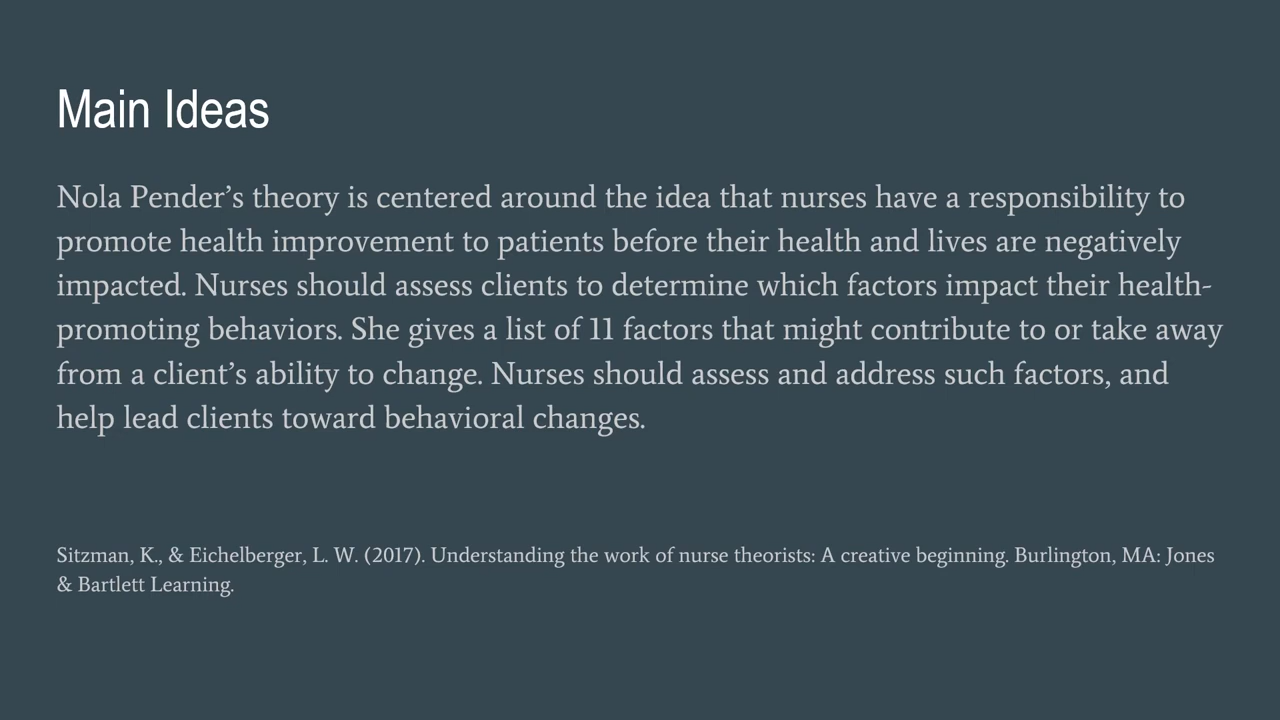 Main Ideas
Nola Pender’s theory is centered around the idea that nurses have a responsibility to
promote health improvement to patients before their health and lives are negatively
impacted. Nurses should assess clients to determine which factors impact their health-
promoting behaviors. She gives a list of 11 factors that might contribute to or take away
from a client’s ability to change. Nurses should assess and address such factors, and
help lead clients toward behavioral changes.
Sitzman, K., & Eichelberger, L. W. (2017). Understanding the work of nurse theorists: A creative beginning. Burlington, MA: Jones
& Bartlett Learning.